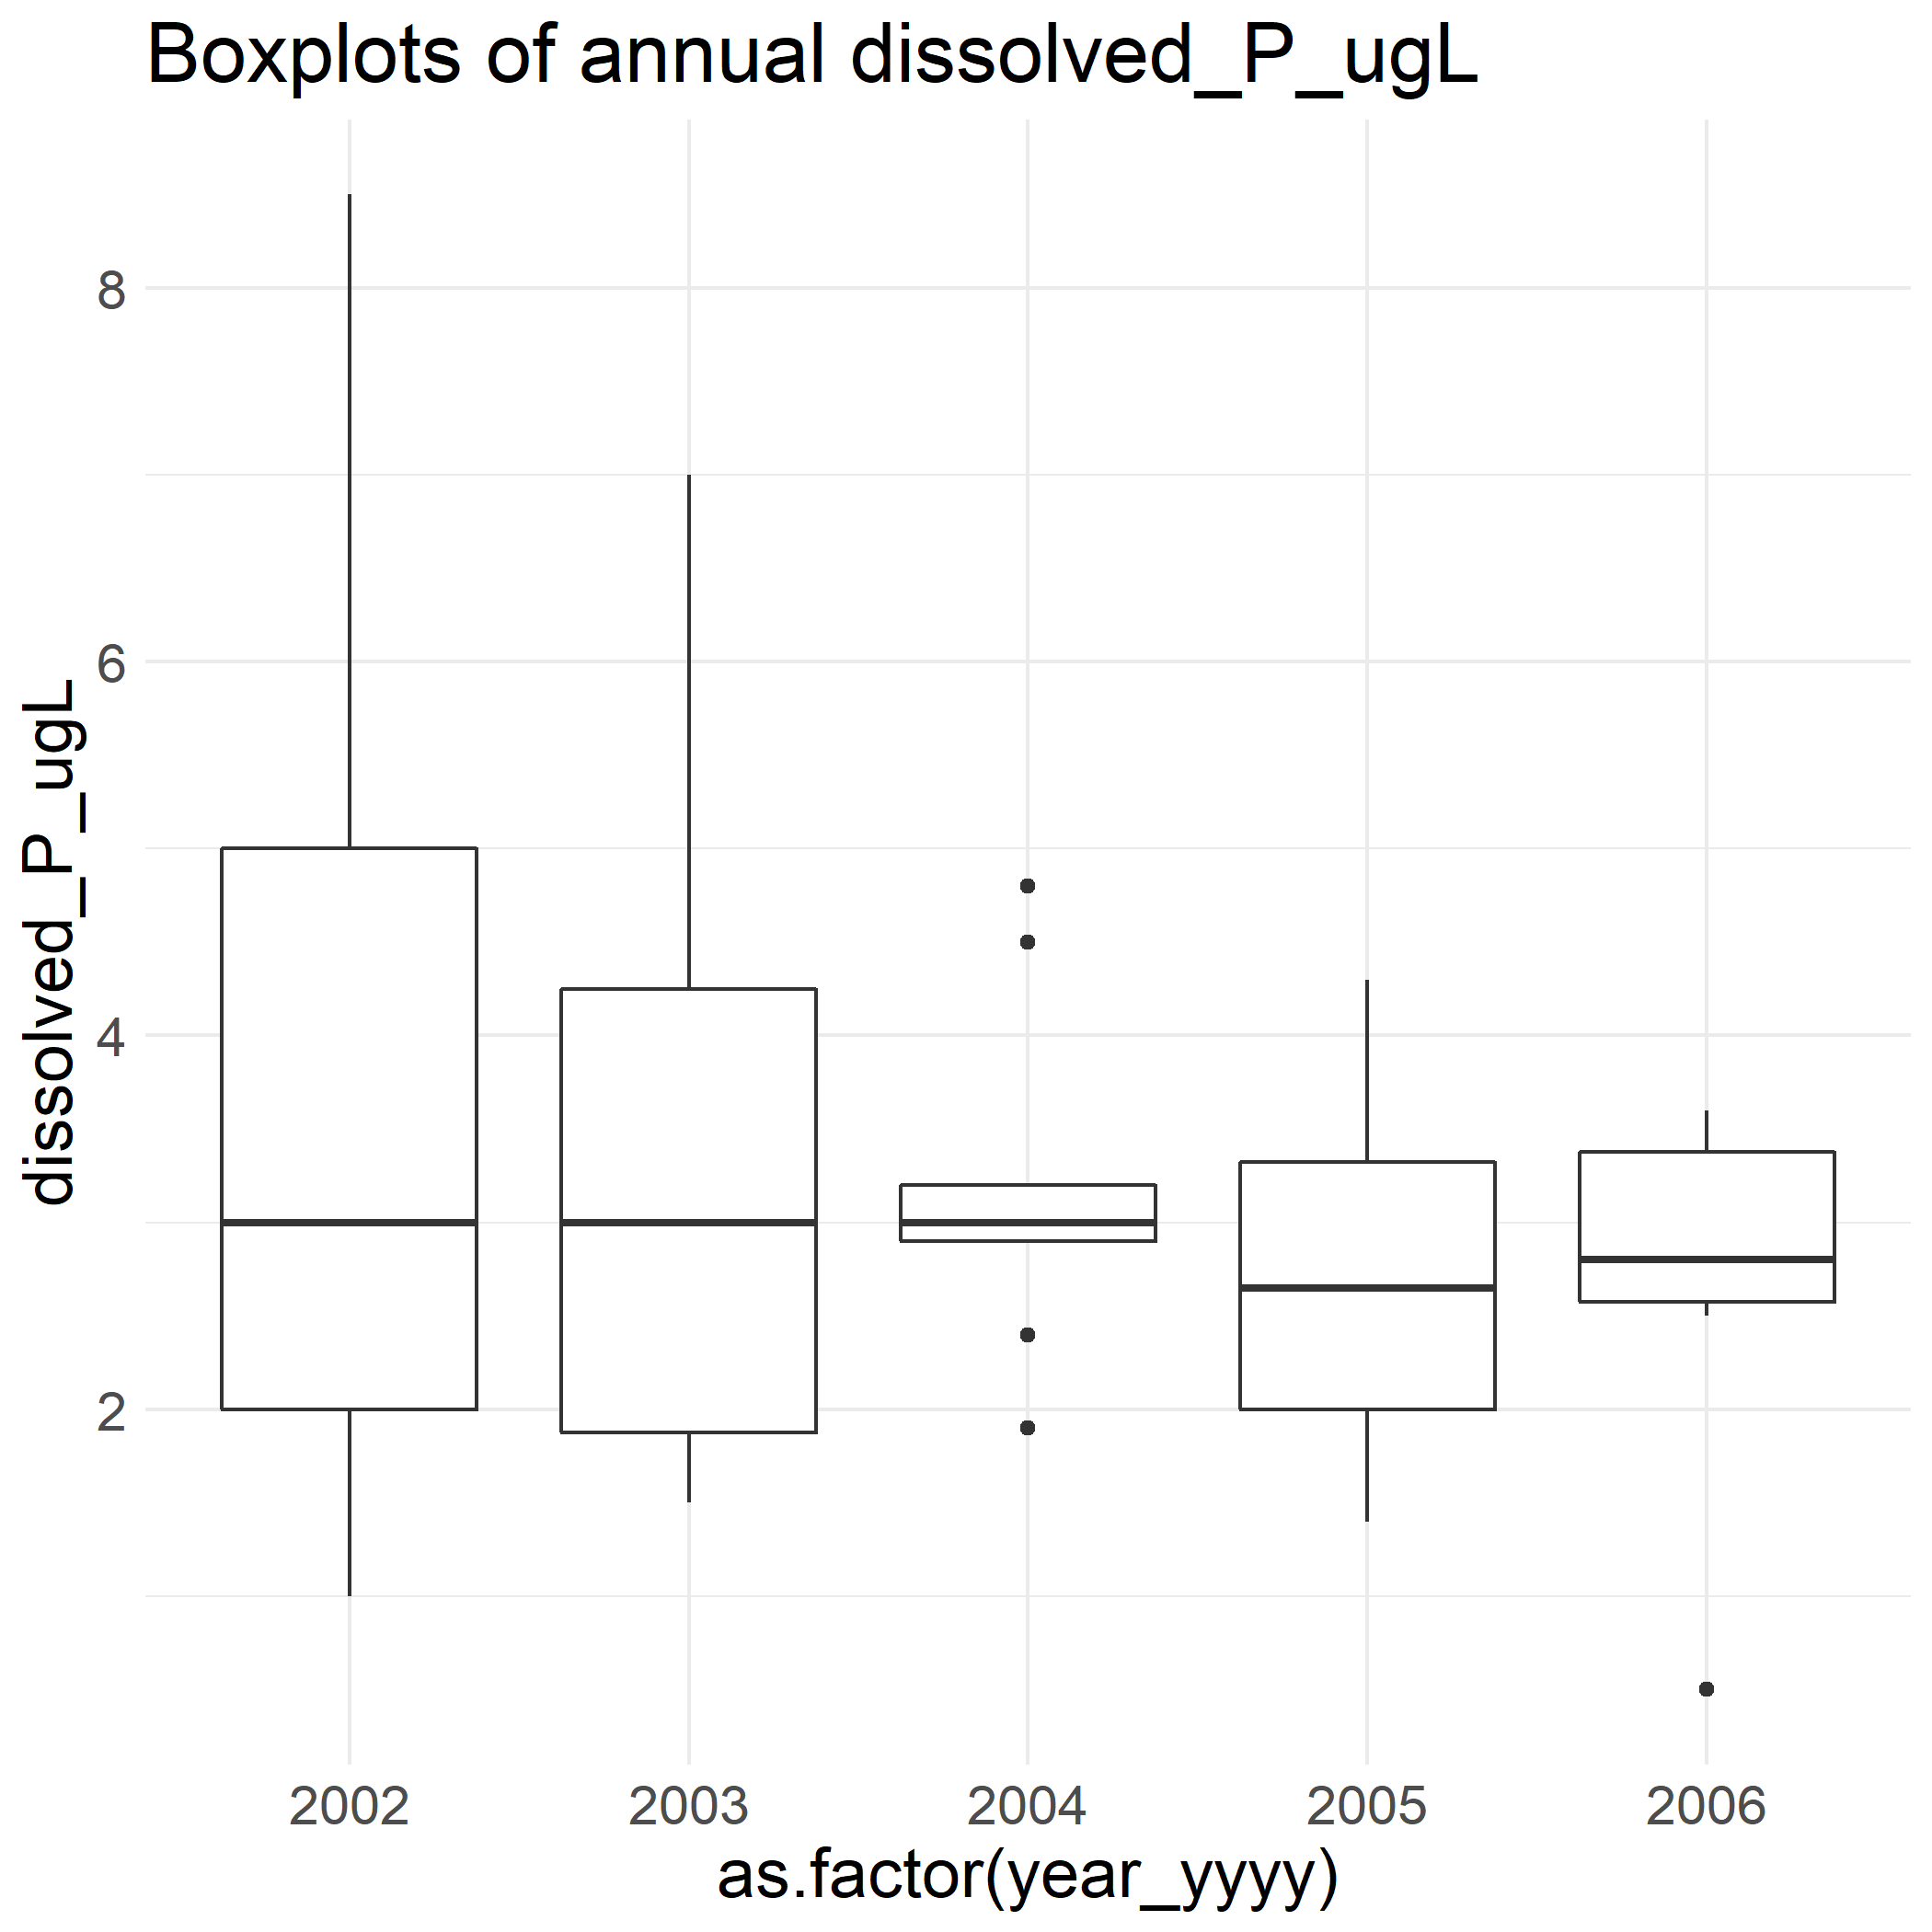 Boxplots of annual dissolved_P_ugL
dissolved_P_ugL
8
6
4
2
2002 2003 2004 2005 2006
as.factor(year_yyyy)